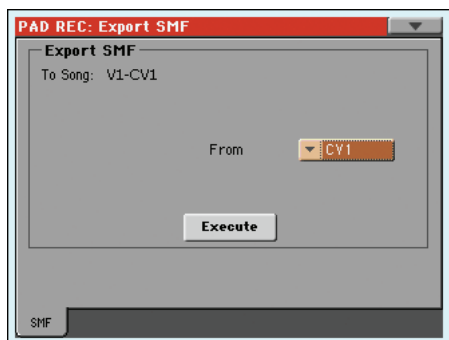 PAD REC: Export SMF
Export SMF
To Song: V1-CV1
From CV1
Execute
SMF